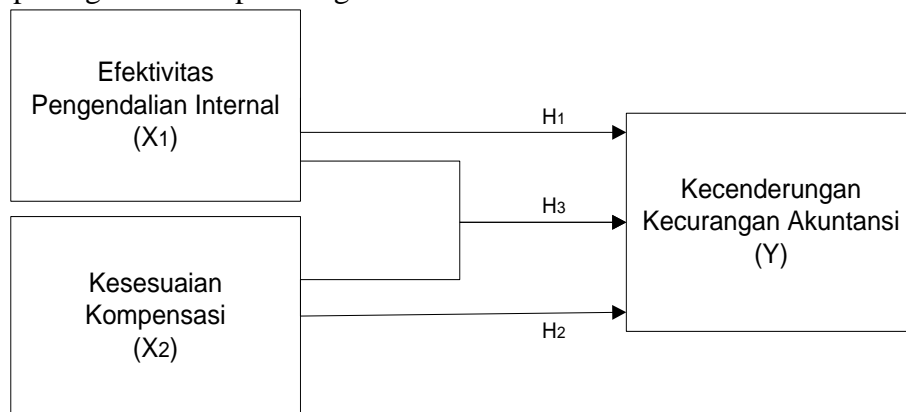 Efektivitas
Pengendalian Internal
(X1)
H1
Kecenderungan
Kecurangan Akuntansi
(Y)
H3
Kesesuaian
Kompensasi
(X2)
H2